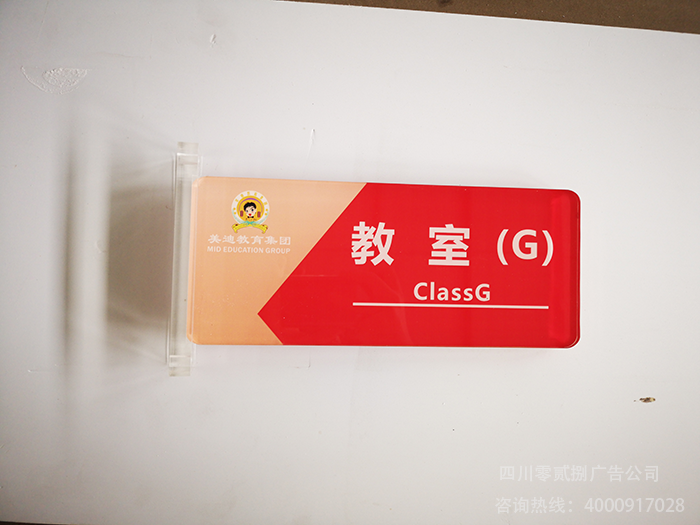 美迪教育集团
MID EDUCATION GROUP
教 室 (G)
ClassG
四川零贰捌广告公司
咨询热线：4000917028